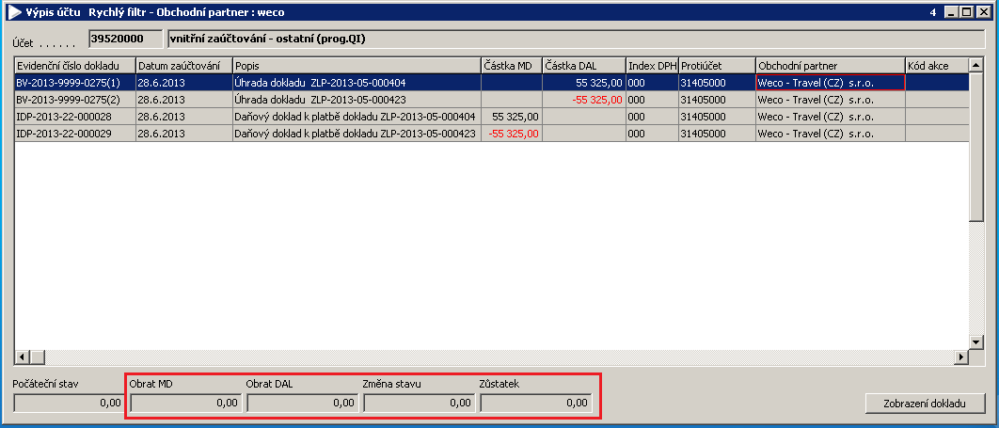 Výpis účtu Rychlý filtr - Obchodní partner : weco 4
Účet . . . . . . 39520000 vnitřní zaúčtování - ostatní (prog.QI)
Evidenční číslo dokladu Datum zaúčtování Popis Částka MD Částka DAL Index DPH Protiúčet Obchodní partner Kód akce
BV-2013-9999-0275(1) 28.6.2013 Úhrada dokladu ZLP-2013-05-000404 55 325,00 000 31405000 Weco - Travel (CZ) s.r.o.
BV-2013-9999-0275(2) 28.6.2013 Úhrada dokladu ZLP-2013-05-000423 -55 325,00 000 31405000 Weco - Travel (CZ) s.r.o.
IDP-2013-22-000028 28.6.2013 Daňový doklad k platbě dokladu ZLP-2013-05-000404 55 325,00 000 31405000 Weco - Travel (CZ) s.r.o.
IDP-2013-22-000029 28.6.2013 Daňový doklad k platbě dokladu ZLP-2013-05-000423 -55 325,00 000 31405000 Weco - Travel (CZ) s.r.o.
Počáteční stav Obrat MD Obrat DAL Změna stavu Zůstatek
0,00 0,00 0,00 0,00 0,00 Zobrazení dokladu